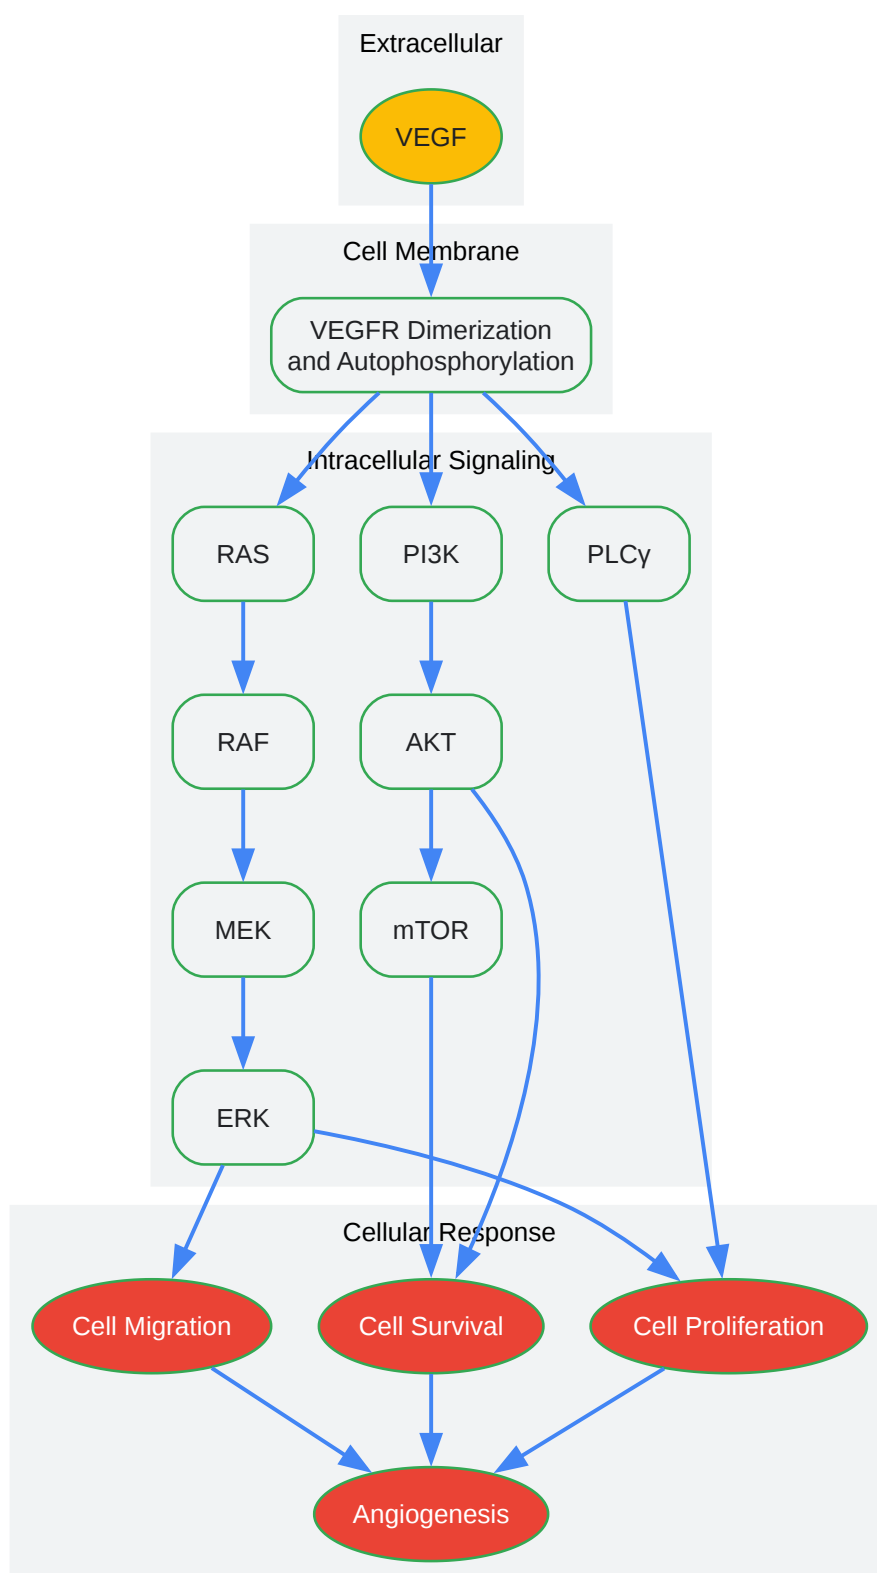 Extracellular
VEGF
Cell Membrane
VEGFR Dimerization
and Autophosphorylation
Intracellular Signaling
RAS
PI3K
PLCγ
RAF
AKT
MEK
mTOR
ERK
Cellular Response
Cell Migration
Cell Survival
Cell Proliferation
Angiogenesis